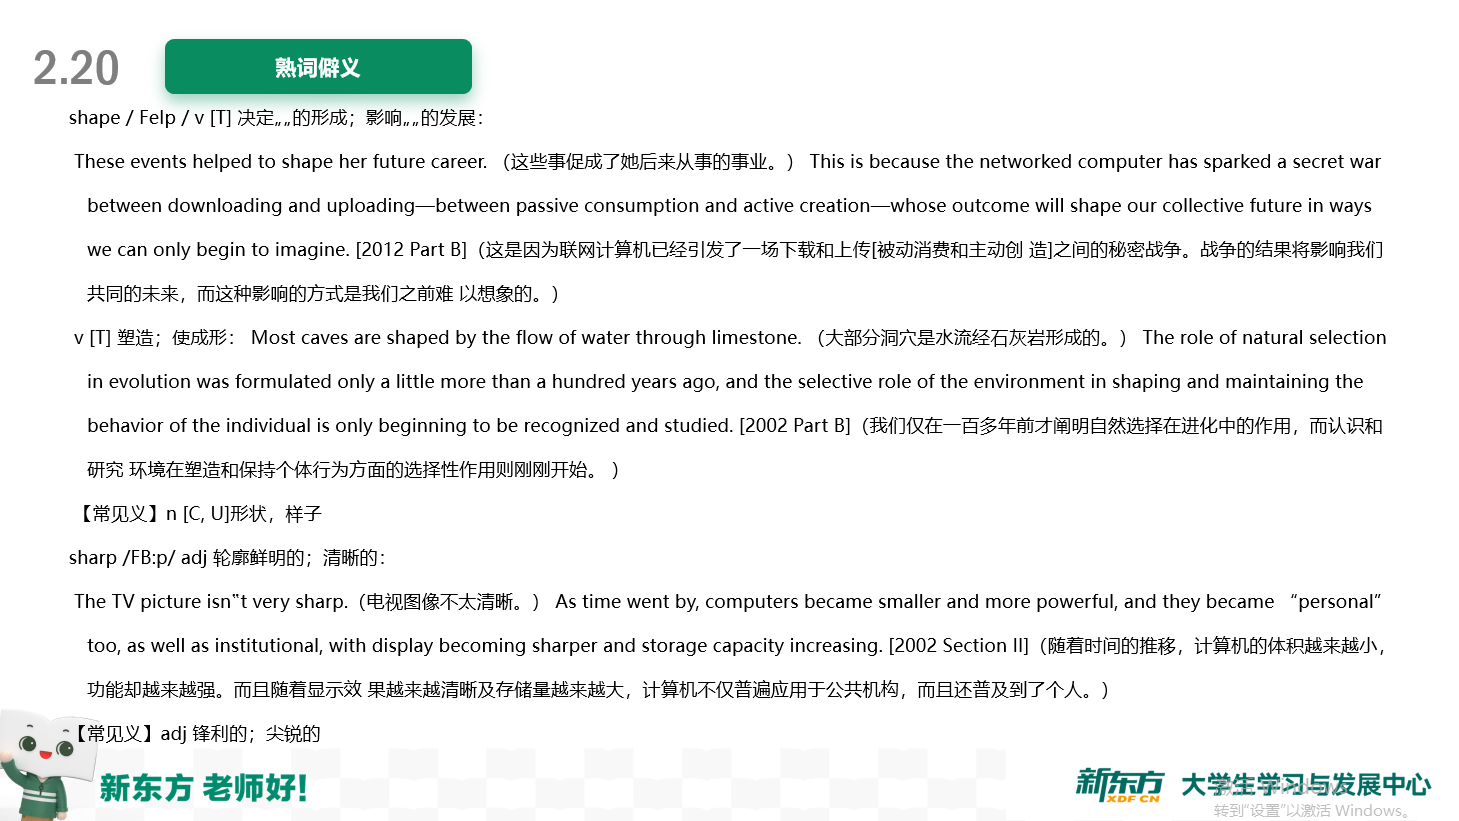 2.20
熟词僻义
shape / Felp / v [T] 决定„„的形成；影响„„的发展：
These events helped to shape her future career. （这些事促成了她后来从事的事业。） This is because the networked computer has sparked a secret war
between downloading and uploading—between passive consumption and active creation—whose outcome will shape our collective future in ways
we can only begin to imagine. [2012 Part B]（这是因为联网计算机已经引发了一场下载和上传[被动消费和主动创 造]之间的秘密战争。战争的结果将影响我们
共同的未来，而这种影响的方式是我们之前难 以想象的。）
v [T] 塑造；使成形： Most caves are shaped by the flow of water through limestone. （大部分洞穴是水流经石灰岩形成的。） The role of natural selection
in evolution was formulated only a little more than a hundred years ago, and the selective role of the environment in shaping and maintaining the
behavior of the individual is only beginning to be recognized and studied. [2002 Part B]（我们仅在一百多年前才阐明自然选择在进化中的作用，而认识和
研究 环境在塑造和保持个体行为方面的选择性作用则刚刚开始。 ）
【常见义】n [C, U]形状，样子
sharp /FB:p/ adj 轮廓鲜明的；清晰的：
The TV picture isn‟t very sharp.（电视图像不太清晰。） As time went by, computers became smaller and more powerful, and they became “personal”
too, as well as institutional, with display becoming sharper and storage capacity increasing. [2002 Section II]（随着时间的推移，计算机的体积越来越小，
功能却越来越强。而且随着显示效 果越来越清晰及存储量越来越大，计算机不仅普遍应用于公共机构，而且还普及到了个人。）
【常见义】adj 锋利的；尖锐的
新东方 老师好！
新东方 XDF.CN 大学生学习与发展中心
激活 Windows
转到“设置”以激活 Windows。